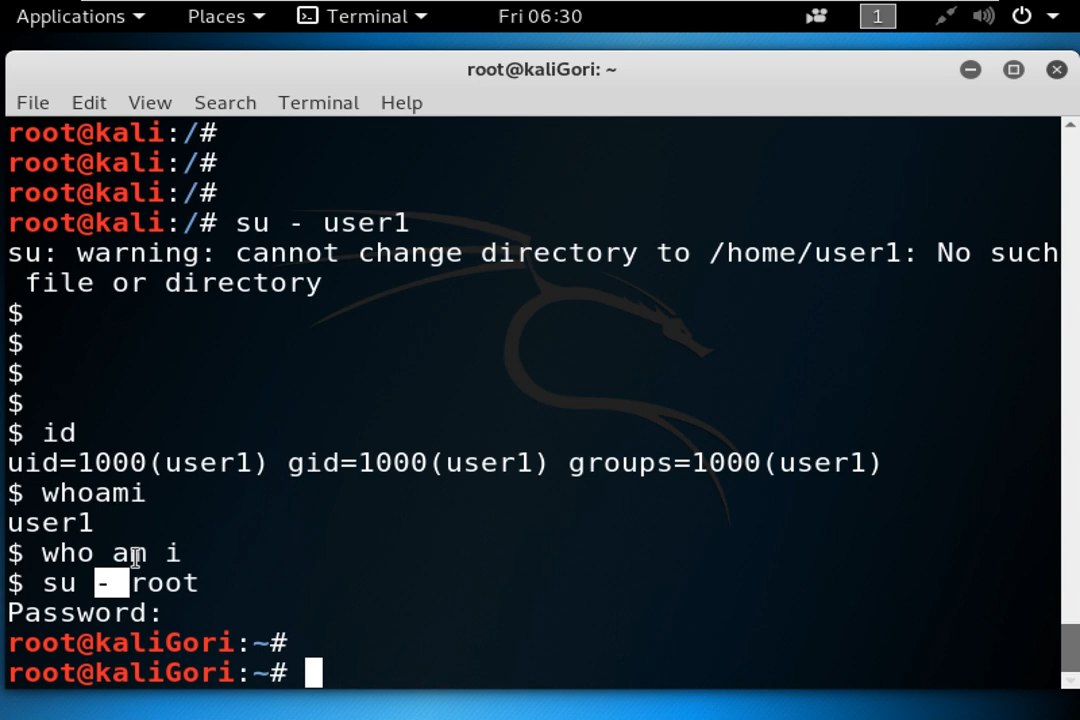 Applications Places Terminal Fri 06:30 1
root@kaliGori: ~
File Edit View Search Terminal Help
root@kali:/#
root@kali:/#
root@kali:/#
root@kali:/# su - user1
su: warning: cannot change directory to /home/user1: No such
file or directory
$
$
$
$
$ id
uid=1000(user1) gid=1000(user1) groups=1000(user1)
$ whoami
user1
$ who am i
$ su - root
Password:
root@kaliGori:~#
root@kaliGori:~#